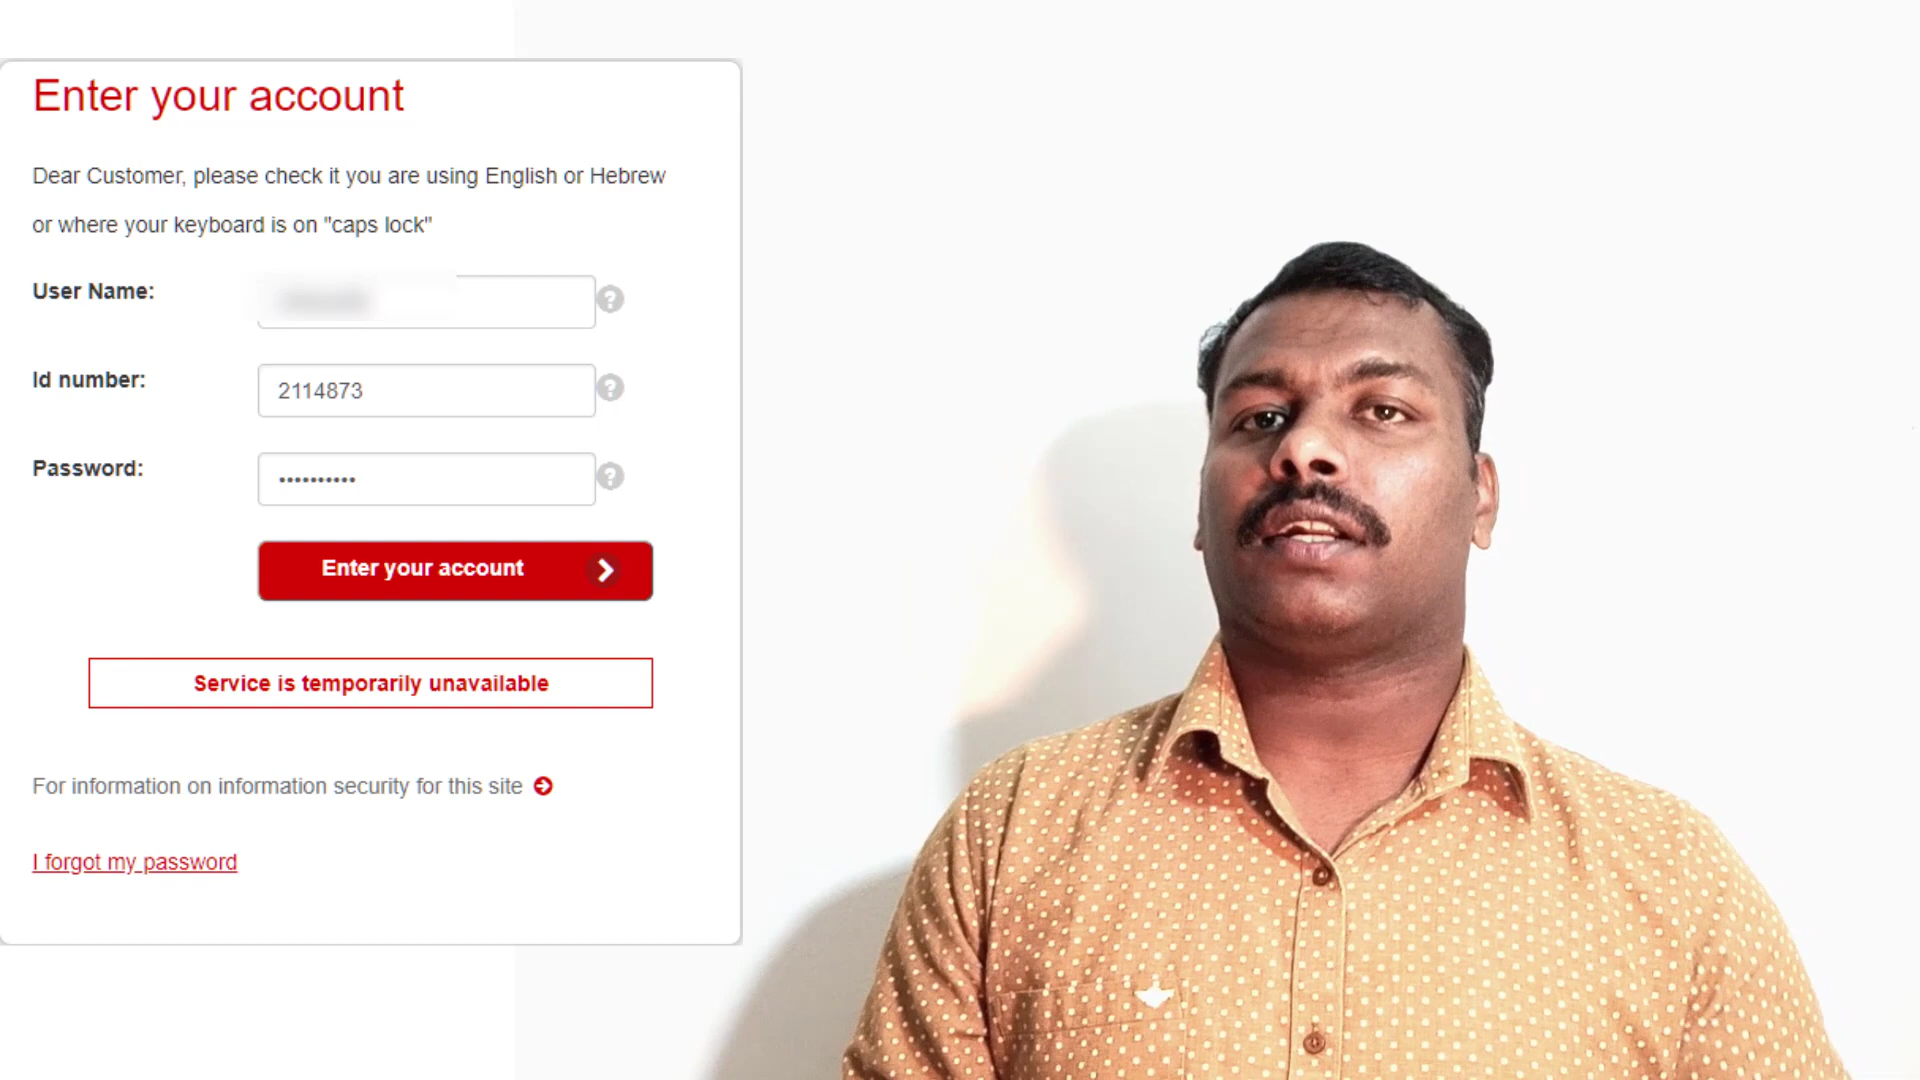 Enter your account
Dear Customer, please check it you are using English or Hebrew
or where your keyboard is on "caps lock"
User Name:
Id number:
2114873
Password:
••••••••••
Enter your account
Service is temporarily unavailable
For information on information security for this site
I forgot my password